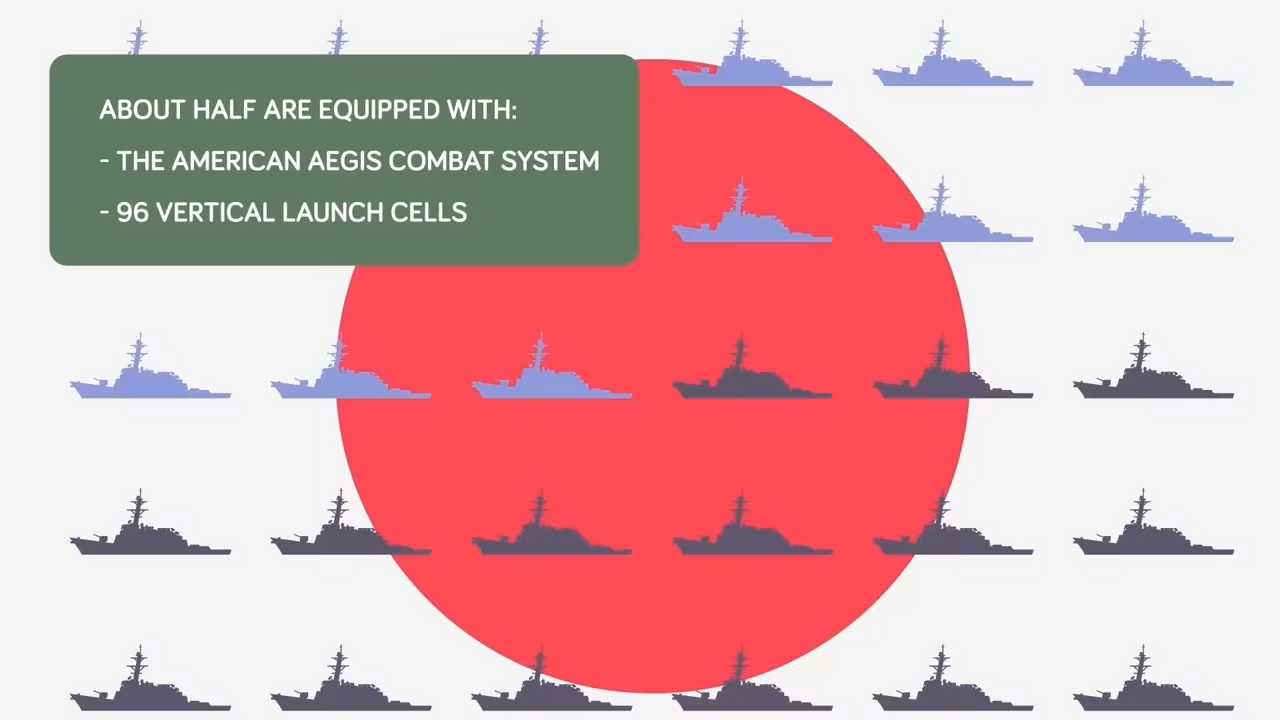 ABOUT HALF ARE EQUIPPED WITH:
- THE AMERICAN AEGIS COMBAT SYSTEM
- 96 VERTICAL LAUNCH CELLS